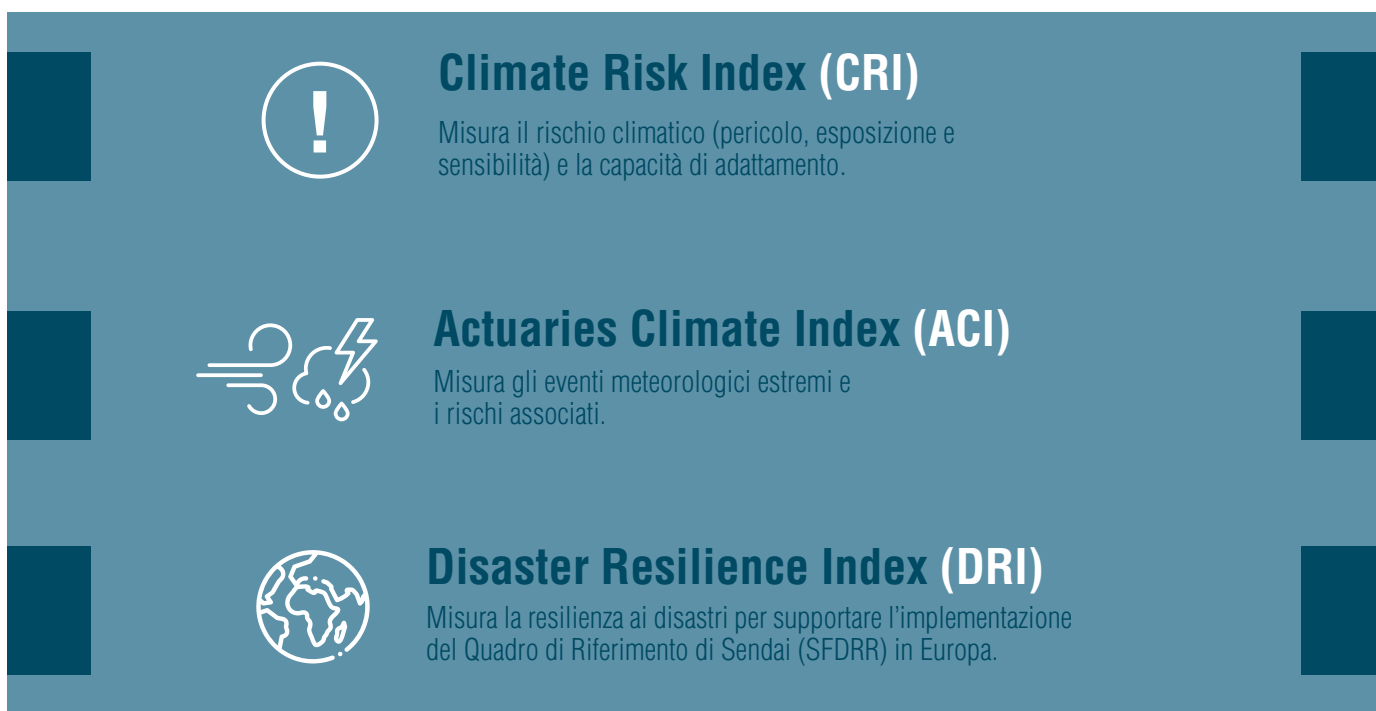 Climate Risk Index (CRI)
Misura il rischio climatico (pericolo, esposizione e
sensibilità) e la capacità di adattamento.
Actuaries Climate Index (ACI)
Misura gli eventi meteorologici estremi e
i rischi associati.
Disaster Resilience Index (DRI)
Misura la resilienza ai disastri per supportare l'implementazione
del Quadro di Riferimento di Sendai (SFDRR) in Europa.